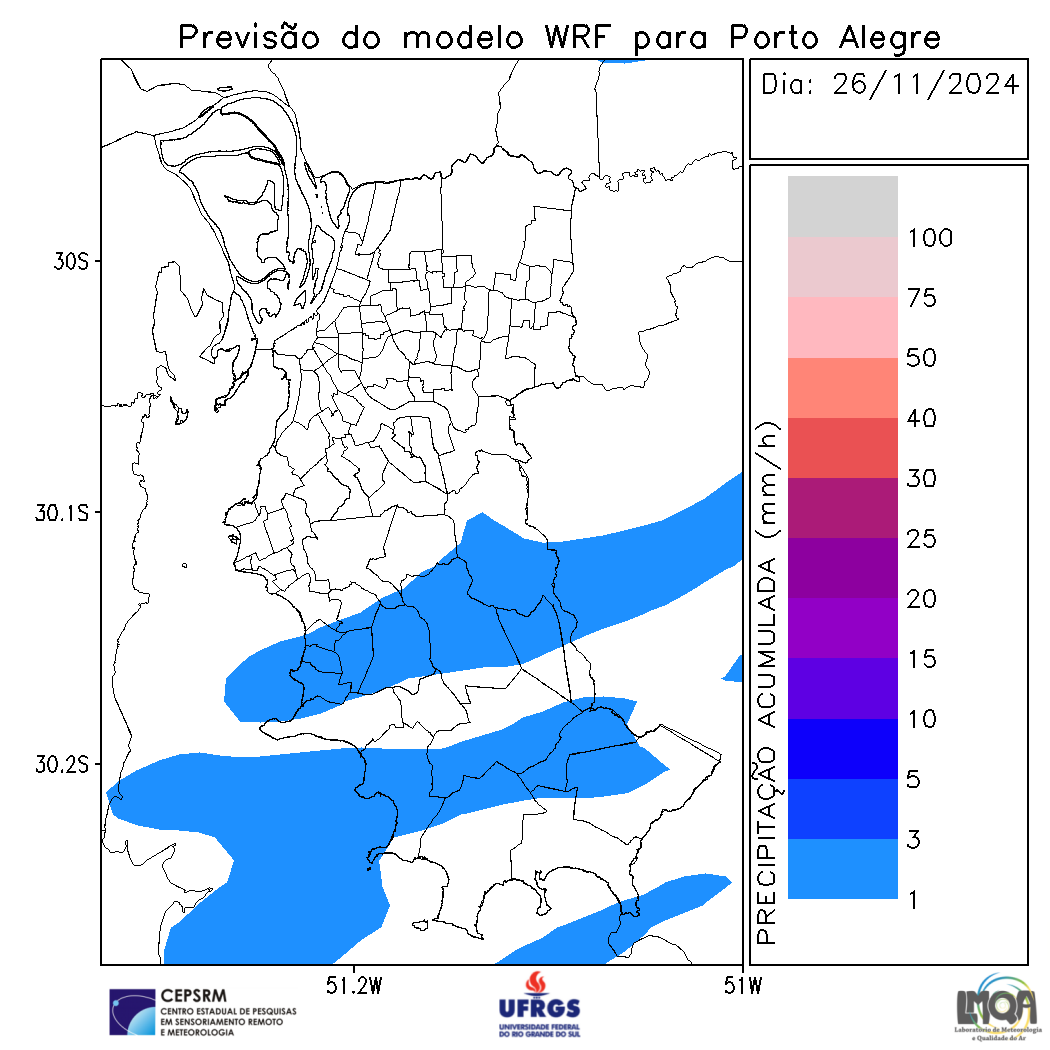 Previsão do modelo WRF para Porto Alegre
Dia: 26/11/2024
30S
30.1S
30.2S
51.2W
51W
PRECIPITAÇÃO ACUMULADA (mm/h)
100
75
50
40
30
25
20
15
10
5
3
1
CEPSRM
CENTRO ESTADUAL DE PESQUISAS
EM SENSORIAMENTO REMOTO
E METEOROLOGIA
UFRGS
UNIVERSIDADE FEDERAL
DO RIO GRANDE DO SUL
LMQA
Laboratório de Meteorologia
e Qualidade do Ar